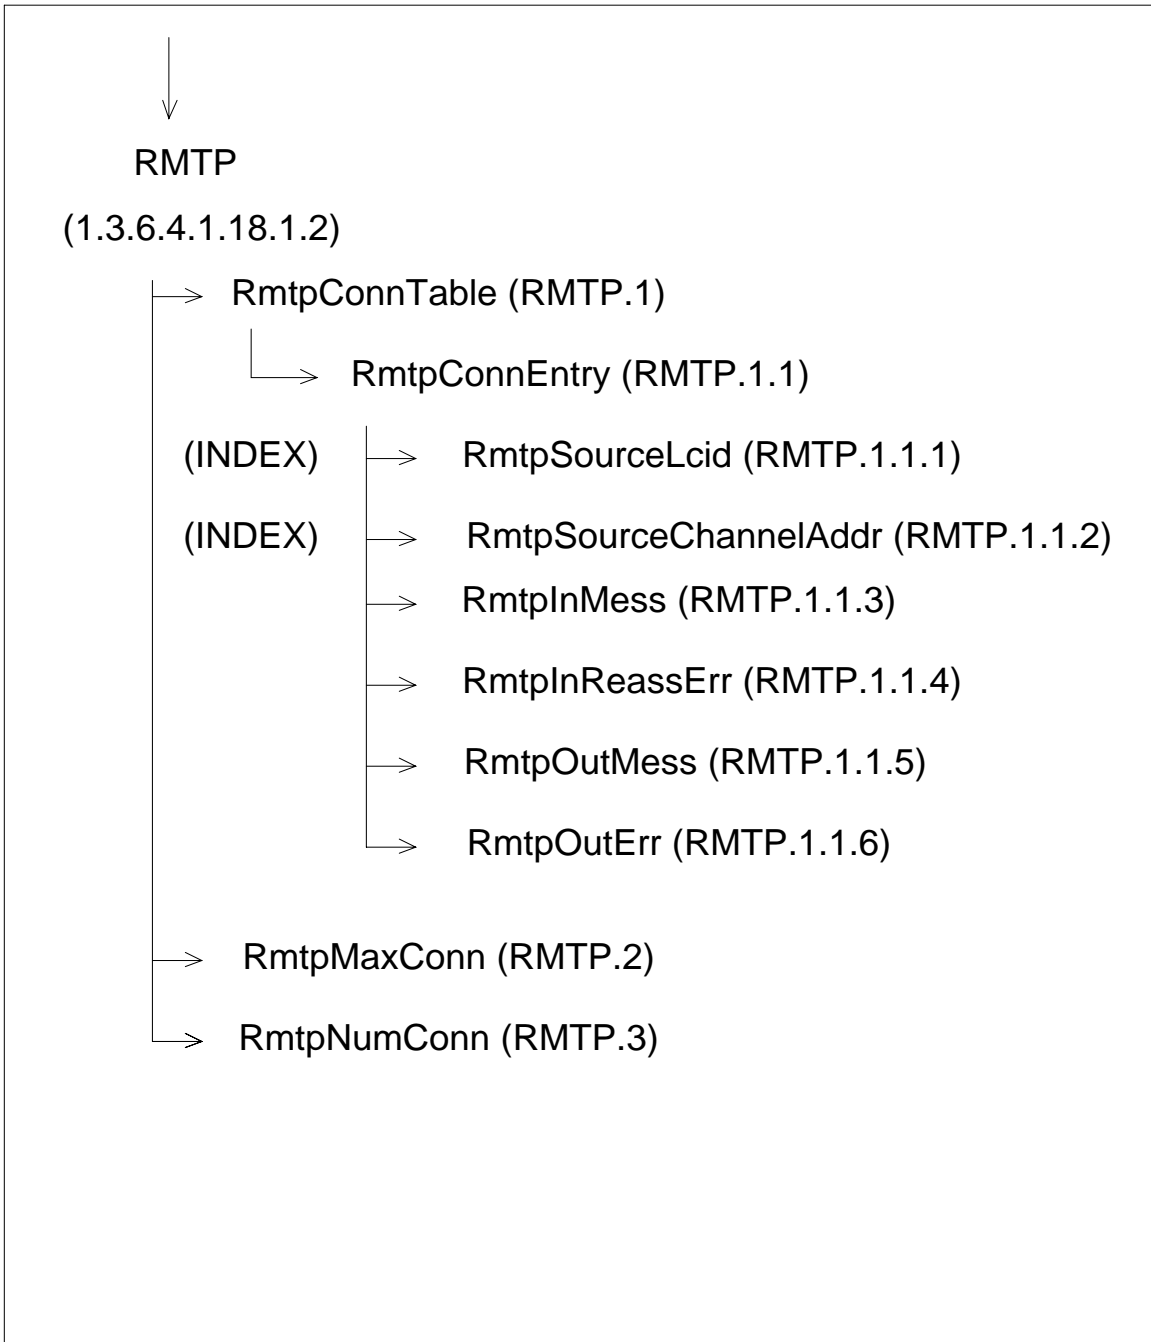 RMTP
(1.3.6.4.1.18.1.2)
RmtpConnTable (RMTP.1)
RmtpConnEntry (RMTP.1.1)
(INDEX) RmtpSourceLcid (RMTP.1.1.1)
(INDEX) RmtpSourceChannelAddr (RMTP.1.1.2)
RmtpInMess (RMTP.1.1.3)
RmtpInReassErr (RMTP.1.1.4)
RmtpOutMess (RMTP.1.1.5)
RmtpOutErr (RMTP.1.1.6)
RmtpMaxConn (RMTP.2)
RmtpNumConn (RMTP.3)